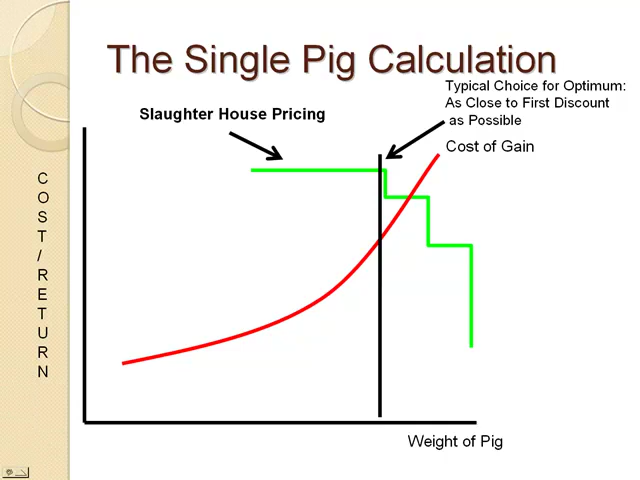 The Single Pig Calculation
Typical Choice for Optimum:
As Close to First Discount
as Possible
Slaughter House Pricing
Cost of Gain
C
O
S
T
/
R
E
T
U
R
N
Weight of Pig